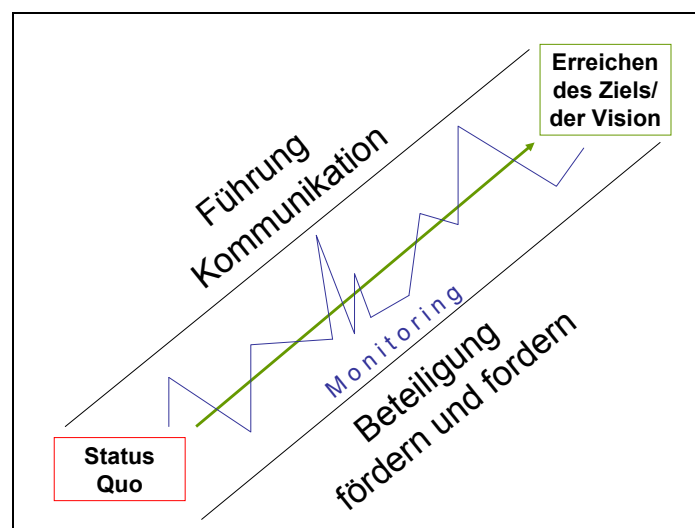 Erreichen
des Ziels/
der Vision
Führung
Kommunikation
Monitoring
Beteiligung
fördern und fordern
Status
Quo